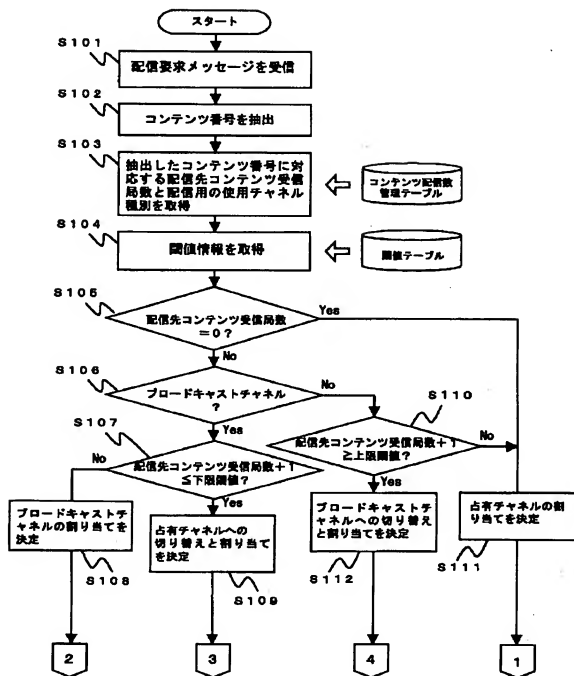 スタート
S101
配信要求メッセージを受信
S102
コンテンツ番号を抽出
S103
抽出したコンテンツ番号に対
応する配信先コンテンツ受信
局数と配信用の使用チャネル
種別を取得
コンテンツ配信数
管理テーブル
S104
閾値情報を取得
閾値テーブル
S105
配信先コンテンツ受信局数
=0?
Yes
No
S106
ブロードキャストチャネル
?
No
Yes
S107
配信先コンテンツ受信局数+1
≦下限閾値?
No
Yes
S110
配信先コンテンツ受信局数+1
≧上限閾値?
No
Yes
ブロードキャストチ
ャネルの割り当てを
決定
S108
占有チャネルへの
切り替えと割り当て
を決定
S109
ブロードキャストチ
ャネルへの切り替え
と割り当てを決定
S112
占有チャネルの割
り当てを決定
S111
2
3
4
1